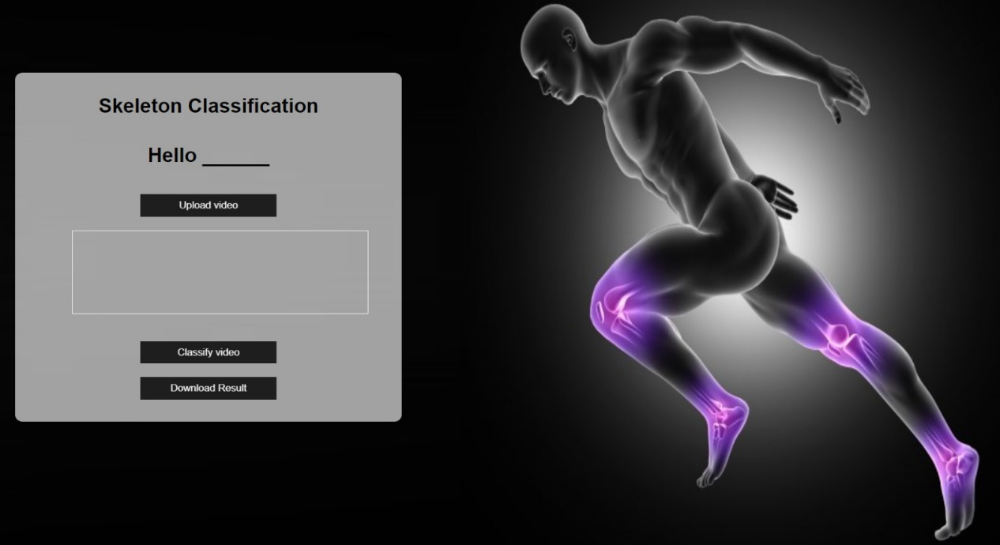 Skeleton Classification
Hello ______
Upload video
Classify video
Download Result